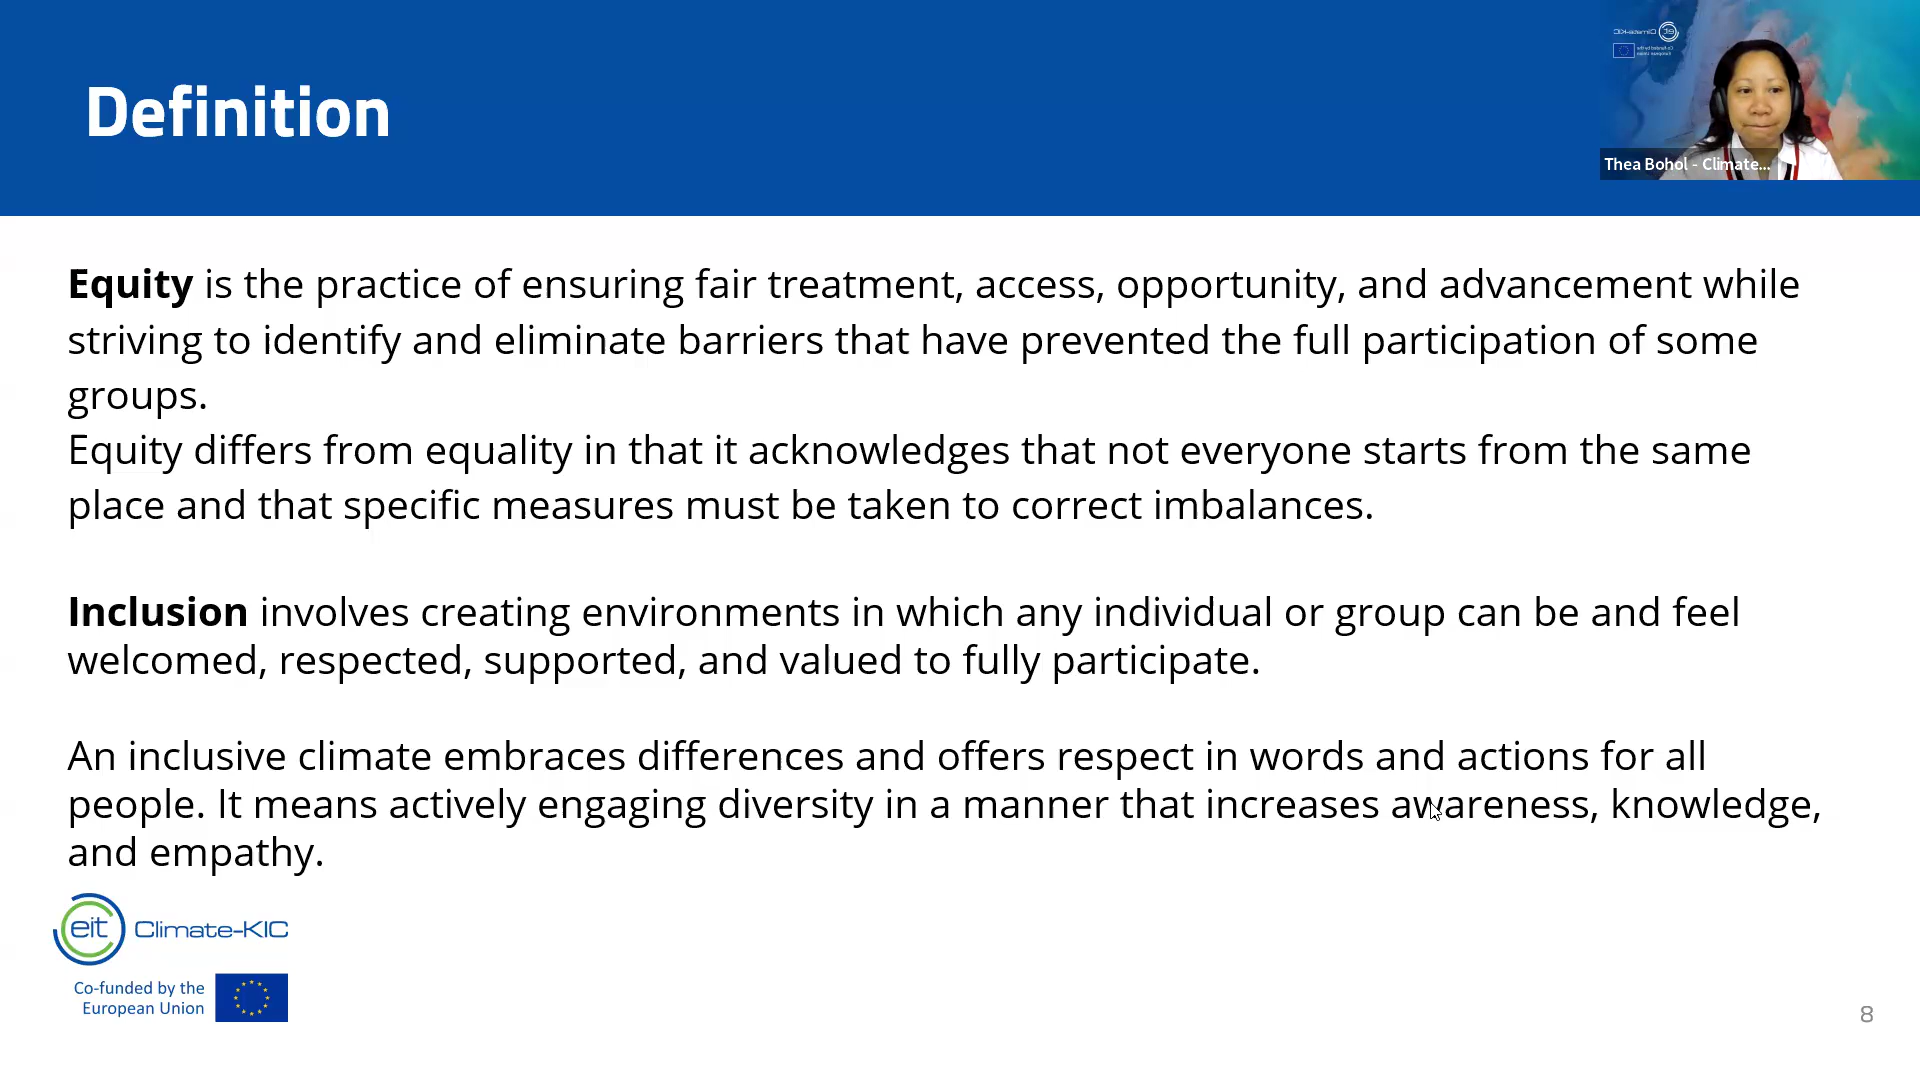 Definition
Thea Bohol - Climate...
Equity is the practice of ensuring fair treatment, access, opportunity, and advancement while
striving to identify and eliminate barriers that have prevented the full participation of some
groups.
Equity differs from equality in that it acknowledges that not everyone starts from the same
place and that specific measures must be taken to correct imbalances.
Inclusion involves creating environments in which any individual or group can be and feel
welcomed, respected, supported, and valued to fully participate.
An inclusive climate embraces differences and offers respect in words and actions for all
people. It means actively engaging diversity in a manner that increases awareness, knowledge,
and empathy.
eit Climate-KIC
Co-funded by the
European Union
8